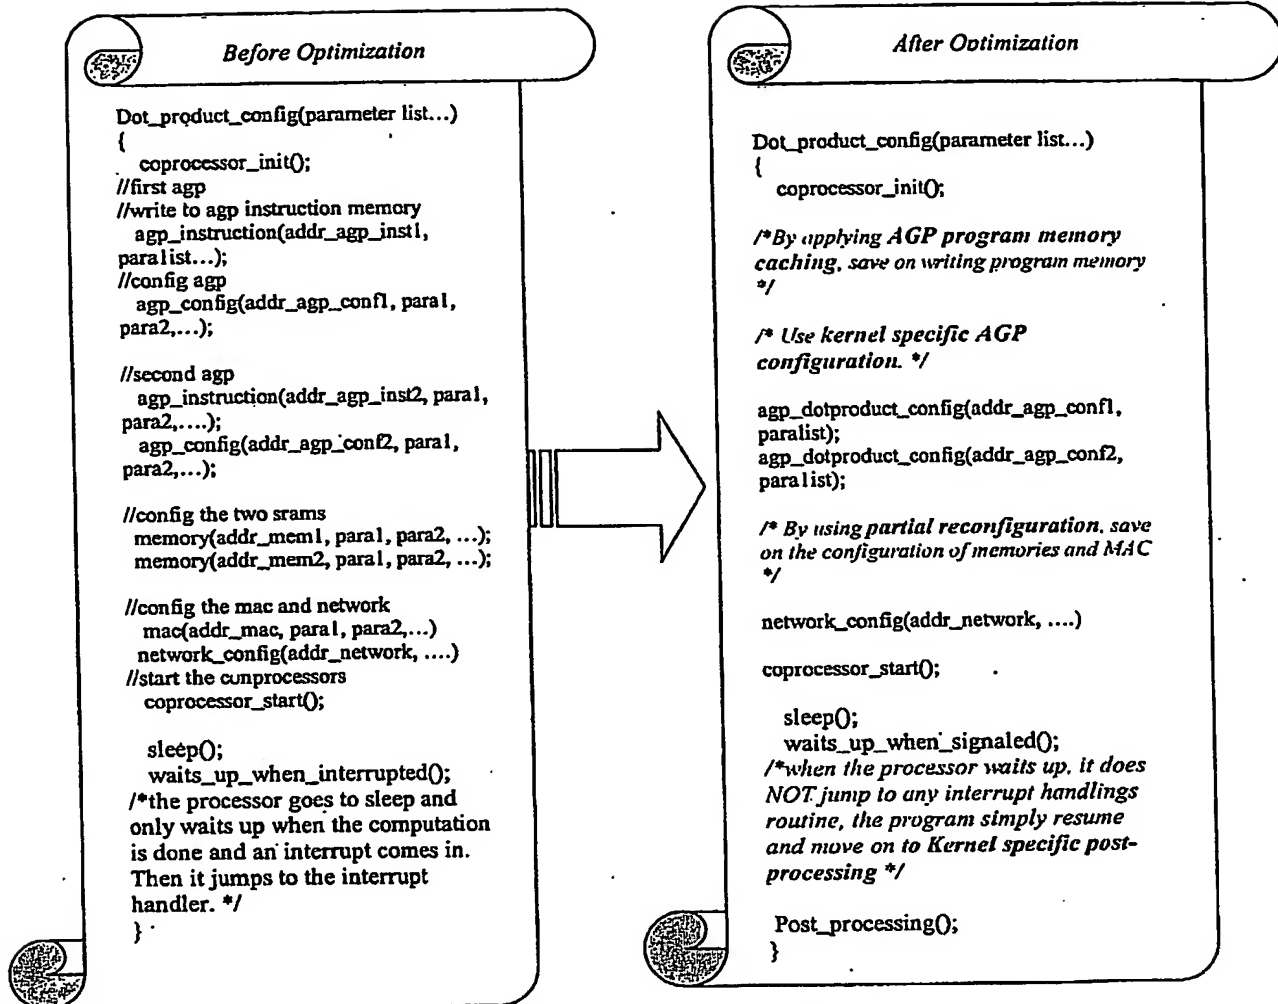 Before Optimization
Dot_product_config(parameter list...)
{
coprocessor_init();
//first agp
//write to agp instruction memory
agp_instruction(addr_agp_inst1,
paralist...);
//config agp
agp_config(addr_agp_conf1, para1,
para2,...);
//second agp
agp_instruction(addr_agp_inst2, para1,
para2,....);
agp_config(addr_agp_conf2, para1,
para2,...);
//config the two srams
memory(addr_mem1, para1, para2, ...);
memory(addr_mem2, para1, para2, ...);
//config the mac and network
mac(addr_mac, para1, para2,...)
network_config(addr_network, ....)
//start the cunprocessors
coprocessor_start();
sleep();
waits_up_when_interrupted();
/*the processor goes to sleep and
only waits up when the computation
is done and an interrupt comes in.
Then it jumps to the interrupt
handler. */
}
After Optimization
Dot_product_config(parameter list...)
{
coprocessor_init();
/*By applying AGP program memory
caching, save on writing program memory
*/
/* Use kernel specific AGP
configuration. */
agp_dotproduct_config(addr_agp_conf1,
paralist);
agp_dotproduct_config(addr_agp_conf2,
paralist);
/* By using partial reconfiguration, save
on the configuration of memories and MAC
*/
network_config(addr_network, ....)
coprocessor_start();
sleep();
waits_up_when_signaled();
/*when the processor waits up, it does
NOT jump to any interrupt handlings
routine, the program simply resume
and move on to Kernel specific post-
processing */
Post_processing();
}